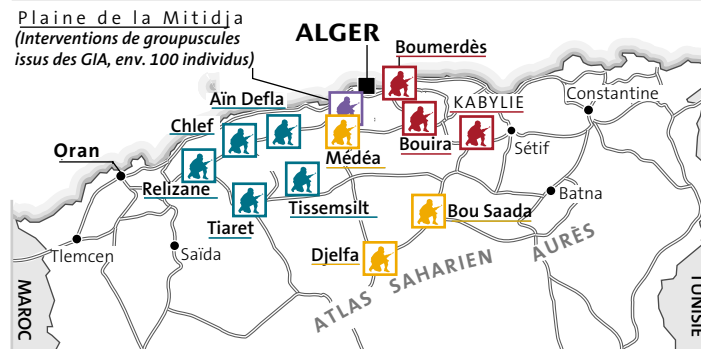 Plaine de la Mitidja
(Interventions de groupuscules
issus des GIA, env. 100 individus)
ALGER
Boumerdès
Aïn Defla
KABYLIE
Constantine
Chlef
Oran
Médéa
Bouira
Sétif
Relizane
Tissemsilt
Batna
Tiaret
Bou Saada
Tlemcen
Saïda
Djelfa
ATLAS SAHARIEN
AURÈS
MAROC
TUNISIE